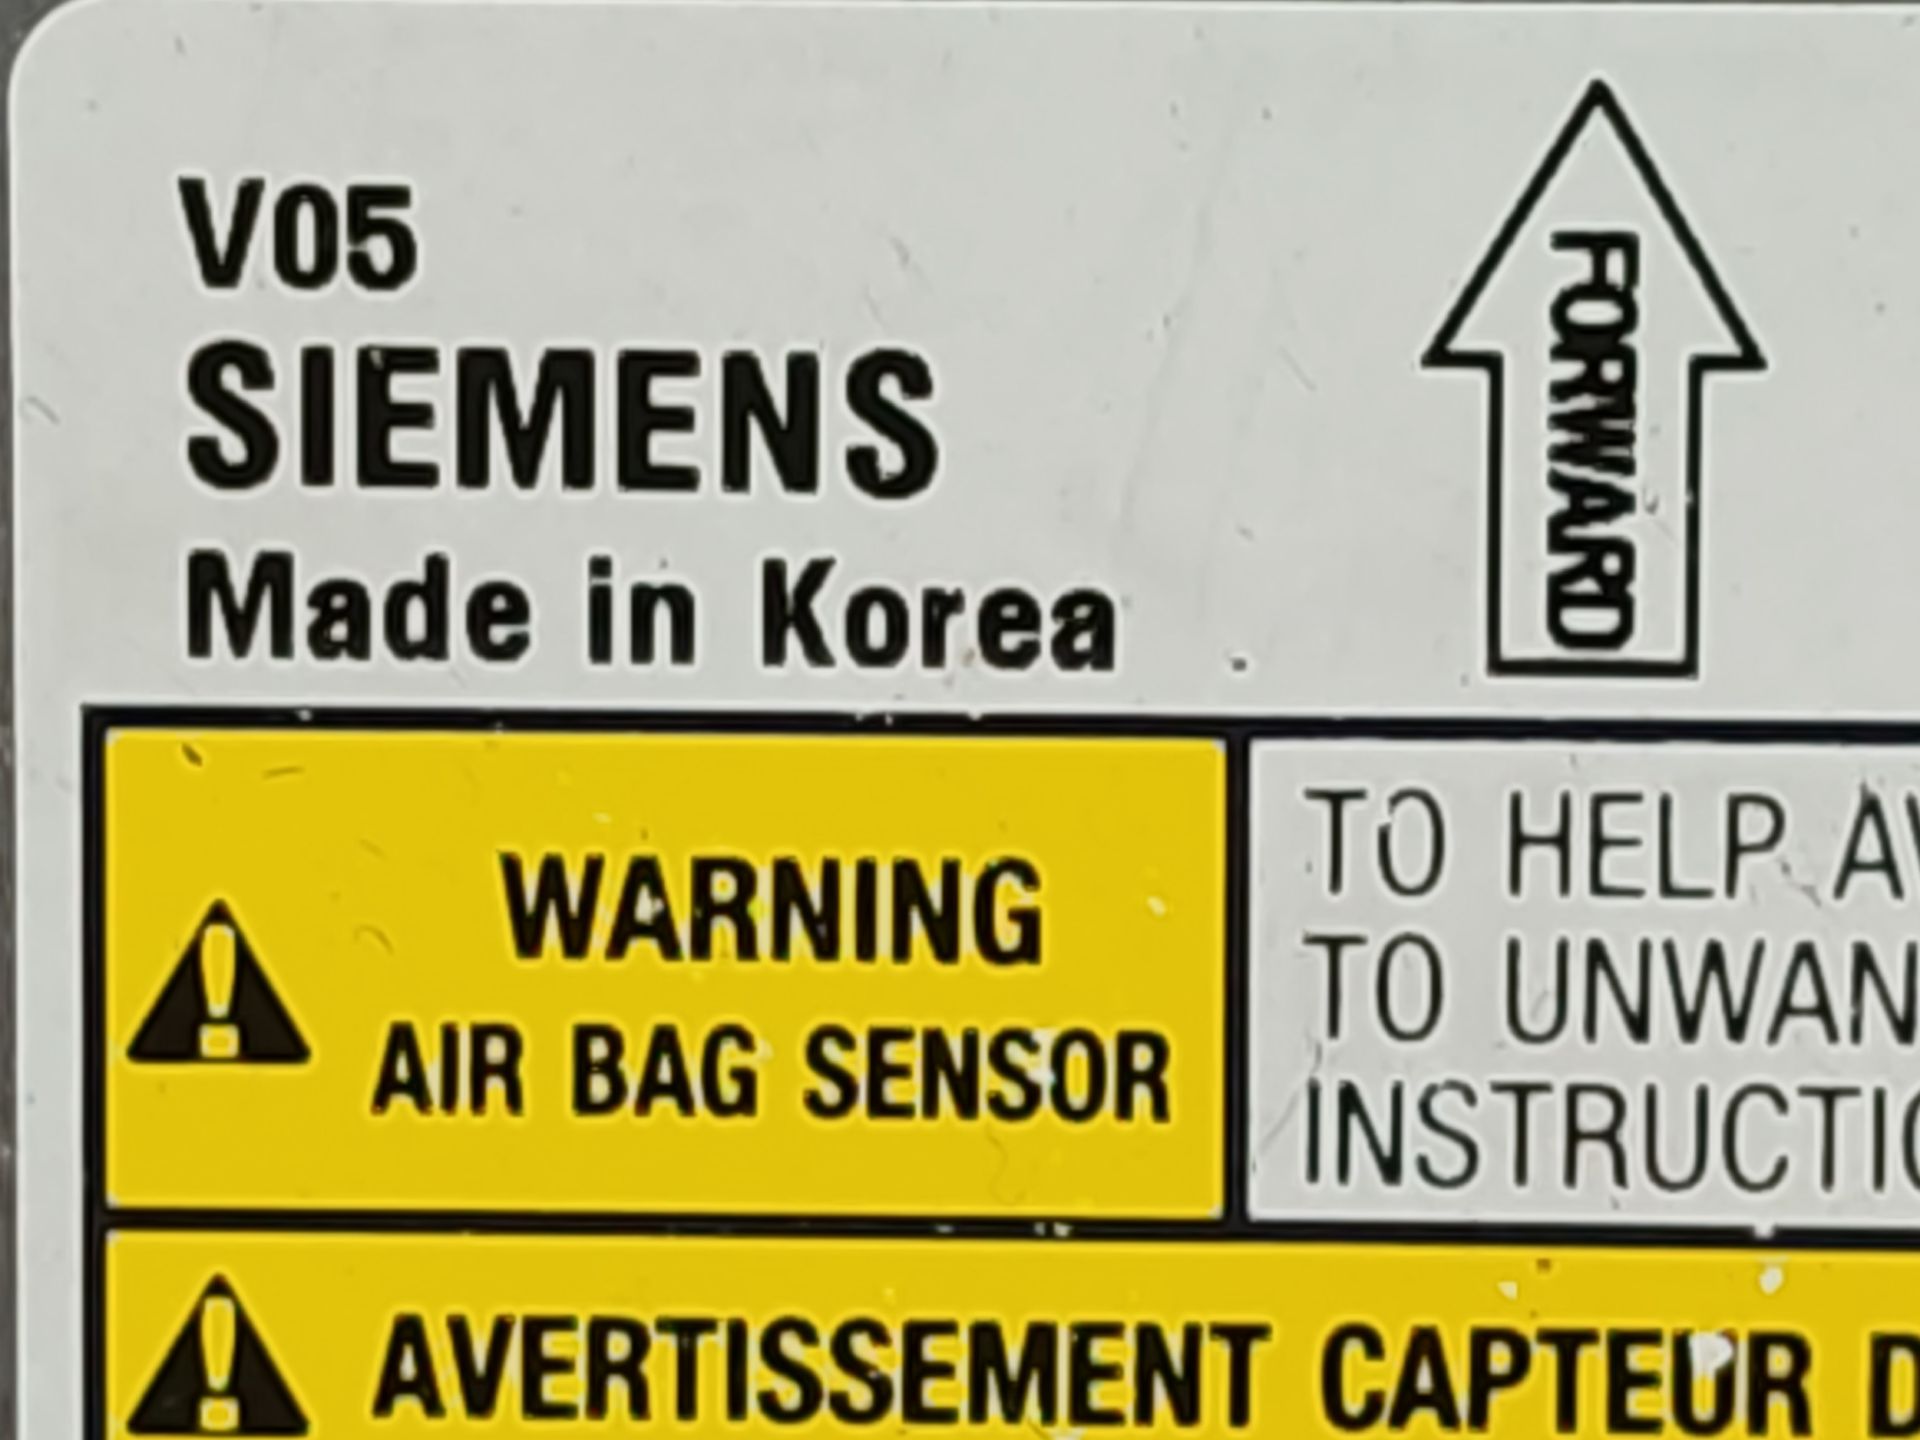 V05
SIEMENS
Made in Korea
FORWARD
WARNING
AIR BAG SENSOR
TO HELP
TO
AVERTISSEMENT CAPTEUR